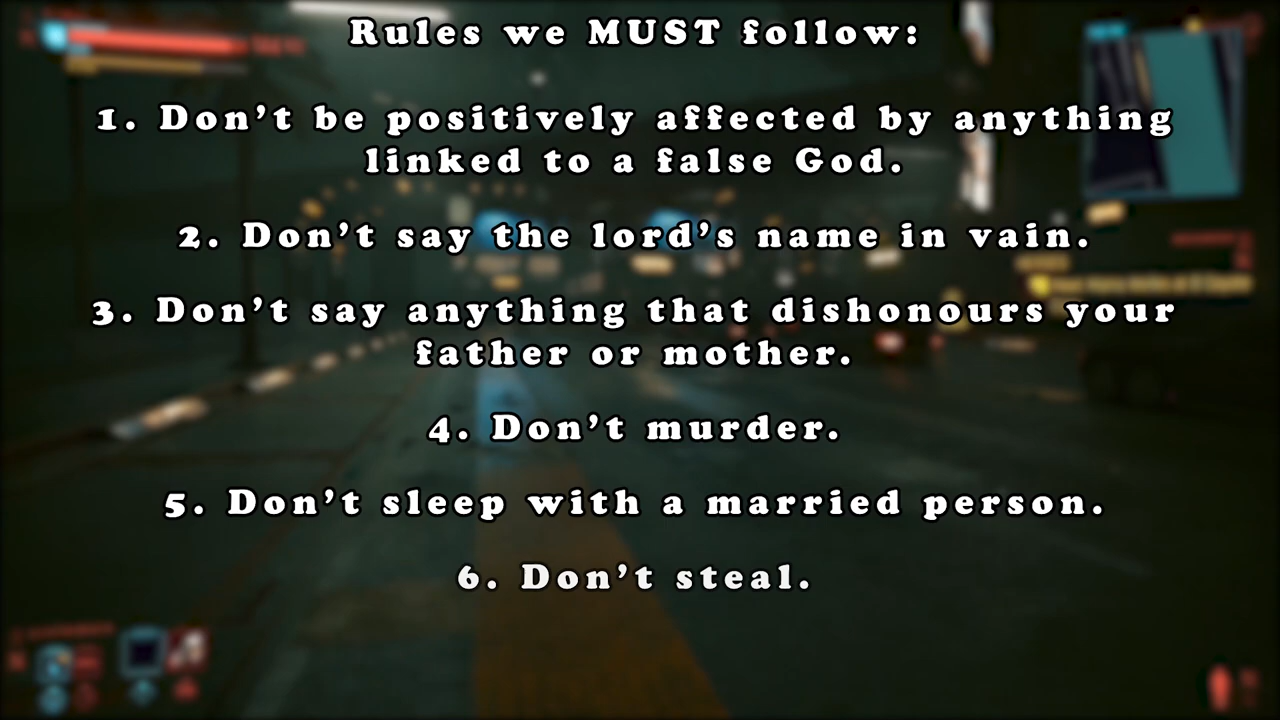 Rules we MUST follow:
1. Don't be positively affected by anything
linked to a false God.
2. Don't say the lord's name in vain.
3. Don't say anything that dishonours your
father or mother.
4. Don't murder.
5. Don't sleep with a married person.
6. Don't steal.